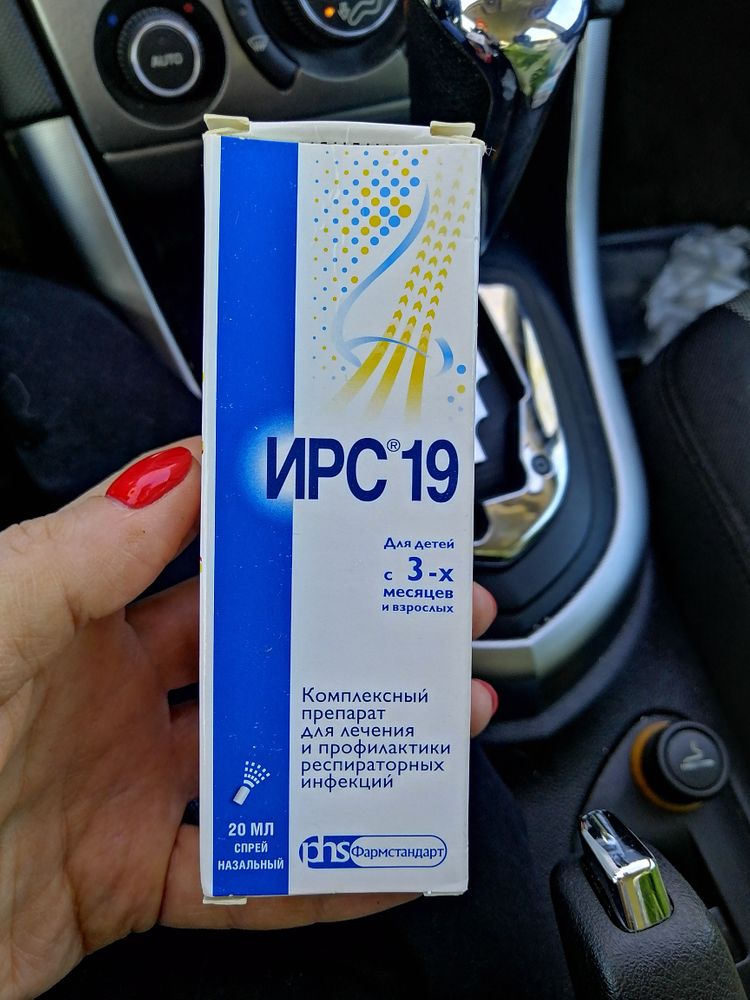 AUTO
ИРС®19
Для детей
с 3-х
месяцев
и взрослых
Комплексный
препарат
для лечения
и профилактики
респираторных
инфекций
20 МЛ
СПРЕЙ
НАЗАЛЬНЫЙ
phs Фармстандарт